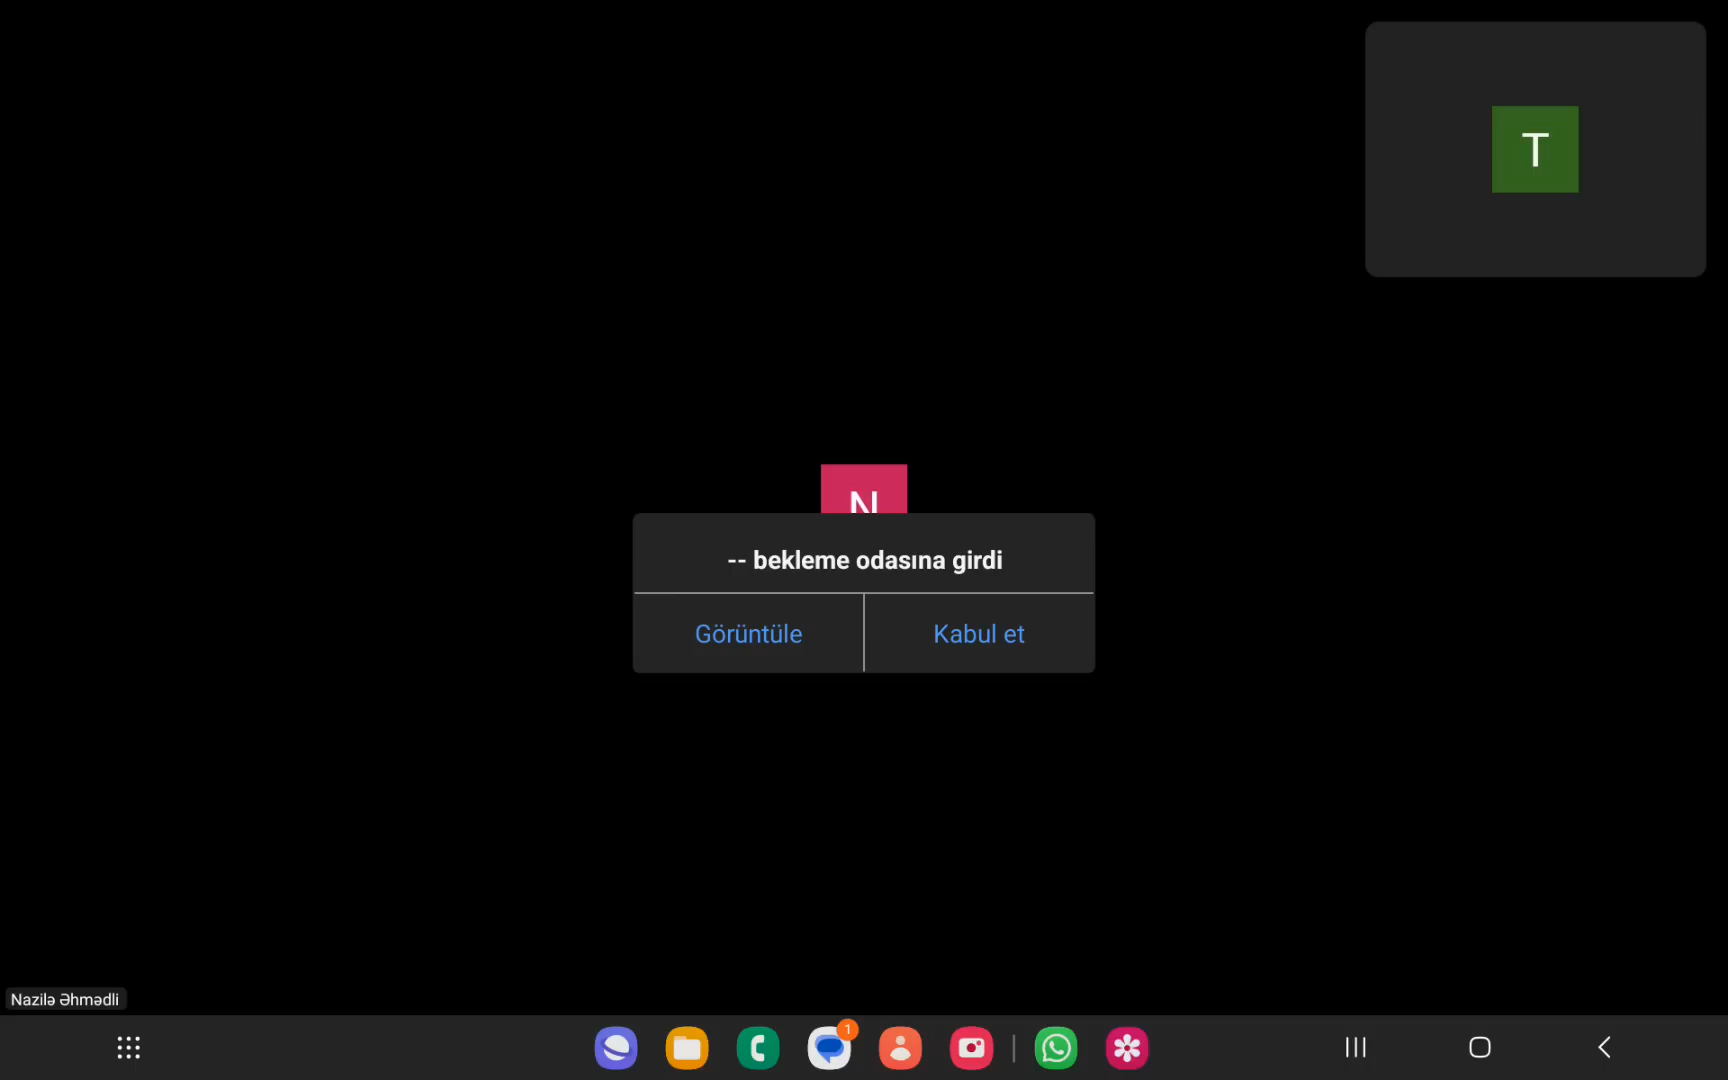 T
N
-- bekleme odasına girdi
Görüntüle
Kabul et
Nazilə Əhmədli
1